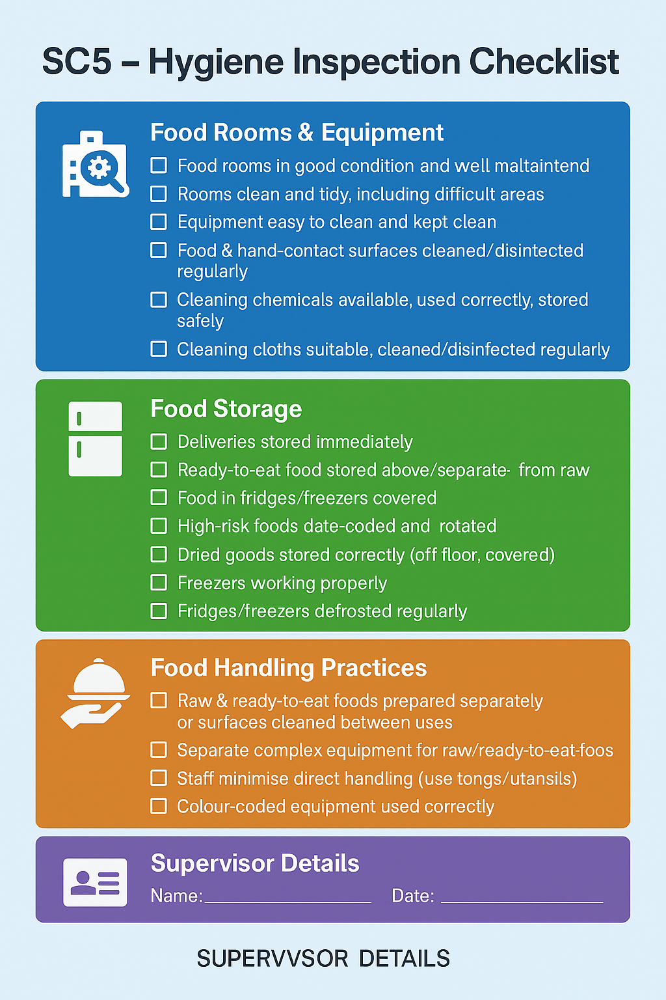 SC5 – Hygiene Inspection Checklist
Food Rooms & Equipment
Food rooms in good condition and well maltaintend
Rooms clean and tidy, including difficult areas
Equipment easy to clean and kept clean
Food & hand-contact surfaces cleaned/disintected
regularly
Cleaning chemicals available, used correctly, stored
safely
Cleaning cloths suitable, cleaned/disinfected regularly
Food Storage
Deliveries stored immediately
Ready-to-eat food stored above/separate- from raw
Food in fridges/freezers covered
High-risk foods date-coded and rotated
Dried goods stored correctly (off floor, covered)
Freezers working properly
Fridges/freezers defrosted regularly
Food Handling Practices
Raw & ready-to-eat foods prepared separately
or surfaces cleaned between uses
Separate complex equipment for raw/ready-to-eat-foos
Staff minimise direct handling (use tongs/utansils)
Colour-coded equipment used correctly
Supervisor Details
Name:__________________ Date: __________________
SUPERVVSOR DETAILS